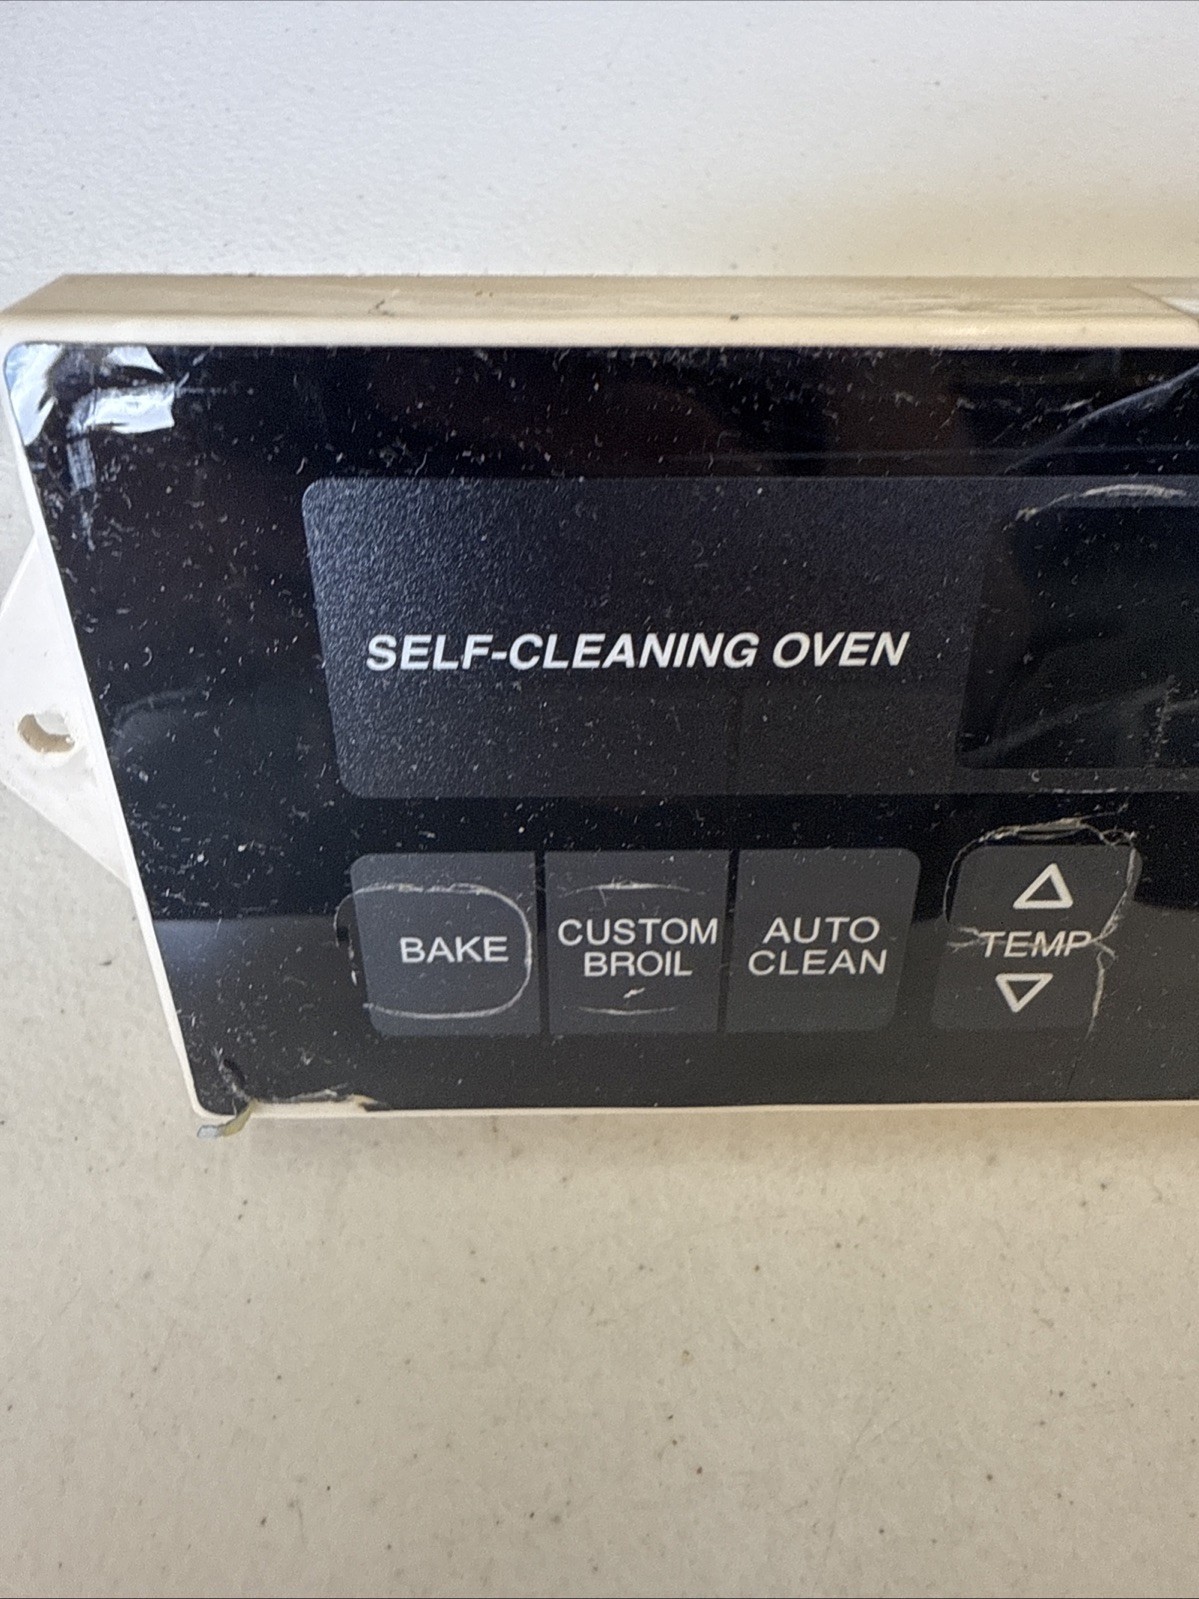 SELF-CLEANING OVEN
BAKE
CUSTOM
BROIL
AUTO
CLEAN
TEMP